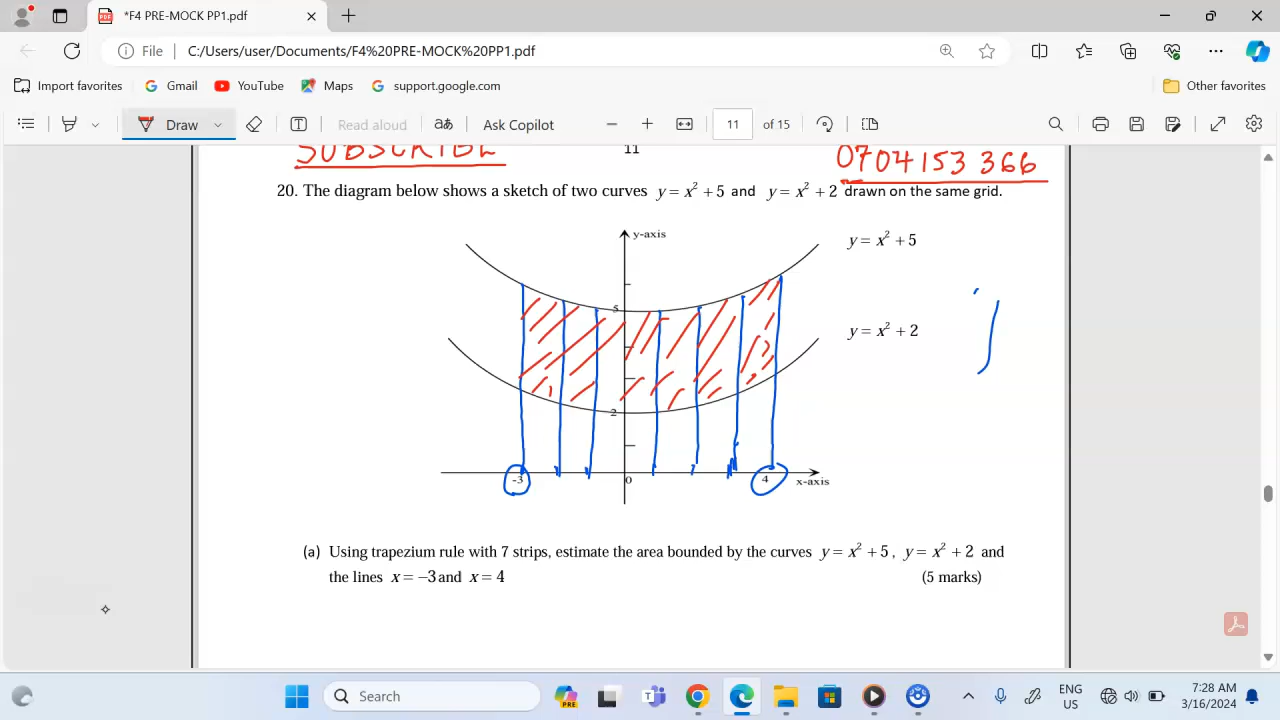 *F4 PRE-MOCK PP1.pdf
File C:/Users/user/Documents/F4%20PRE-MOCK%20PP1.pdf
Import favorites Gmail YouTube Maps support.google.com Other favorites
Draw Read aloud aあ Ask Copilot 11 of 15
SUBSCRIBE 11 0704153 366
20. The diagram below shows a sketch of two curves y = x² + 5 and y = x² + 2 drawn on the same grid.
y-axis
y = x² + 5
5
y = x² + 2
2
-3 0 4 x-axis
(a) Using trapezium rule with 7 strips, estimate the area bounded by the curves y = x² + 5 , y = x² + 2 and
the lines x = −3 and x = 4 (5 marks)
Search PRE ENG 7:28 AM
US 3/16/2024